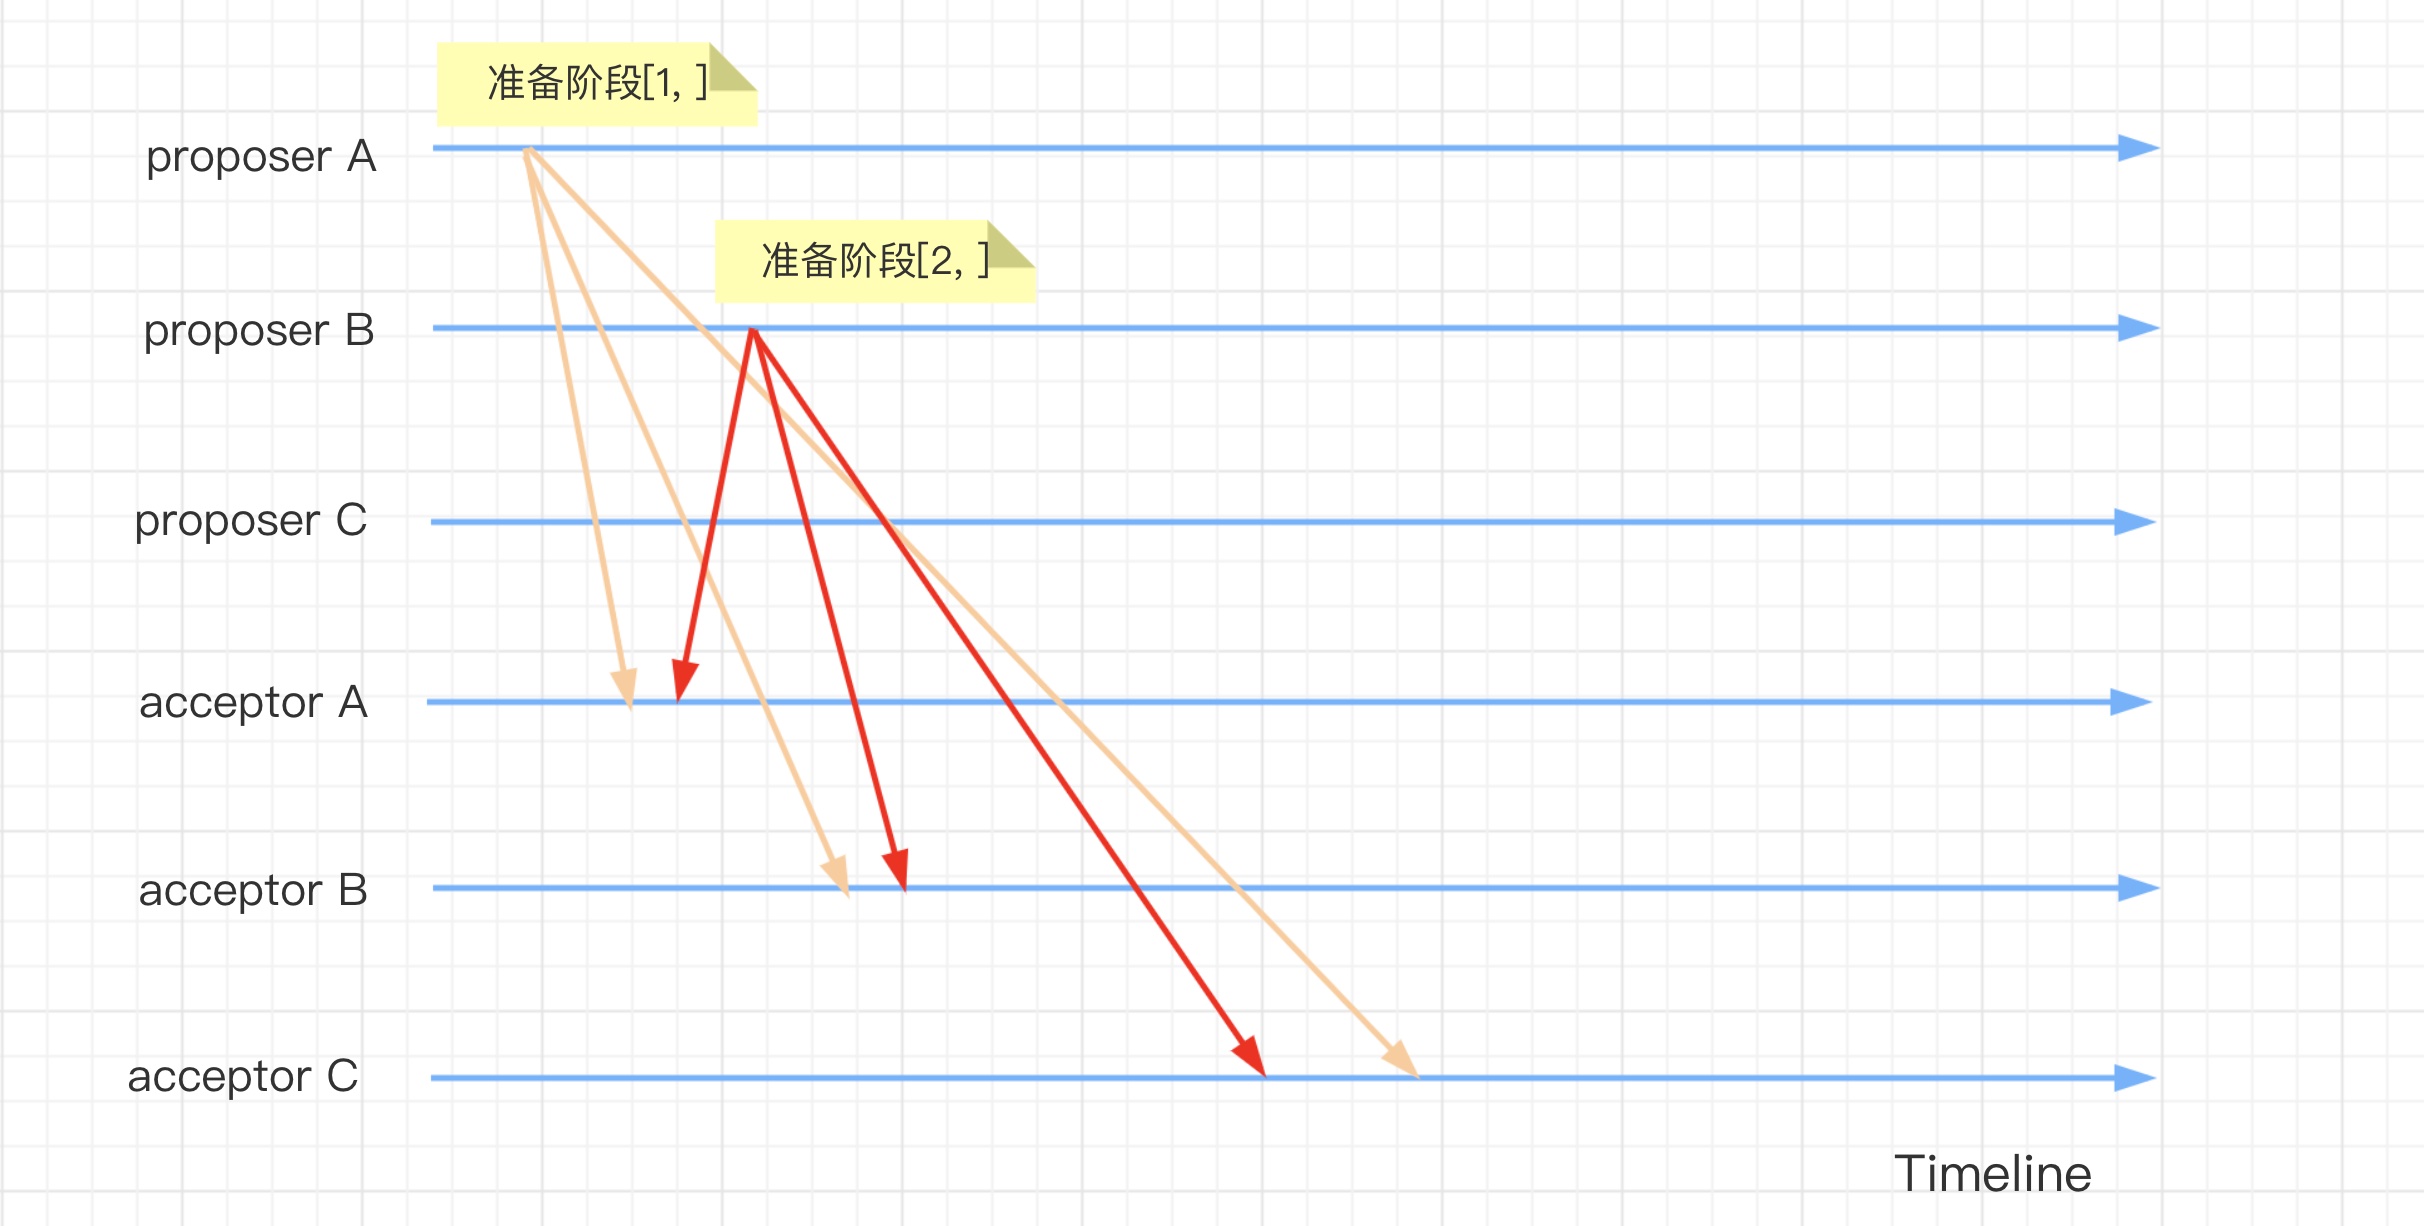 准备阶段[1, ]
proposer A
准备阶段[2, ]
proposer B
proposer C
acceptor A
acceptor B
acceptor C
Timeline